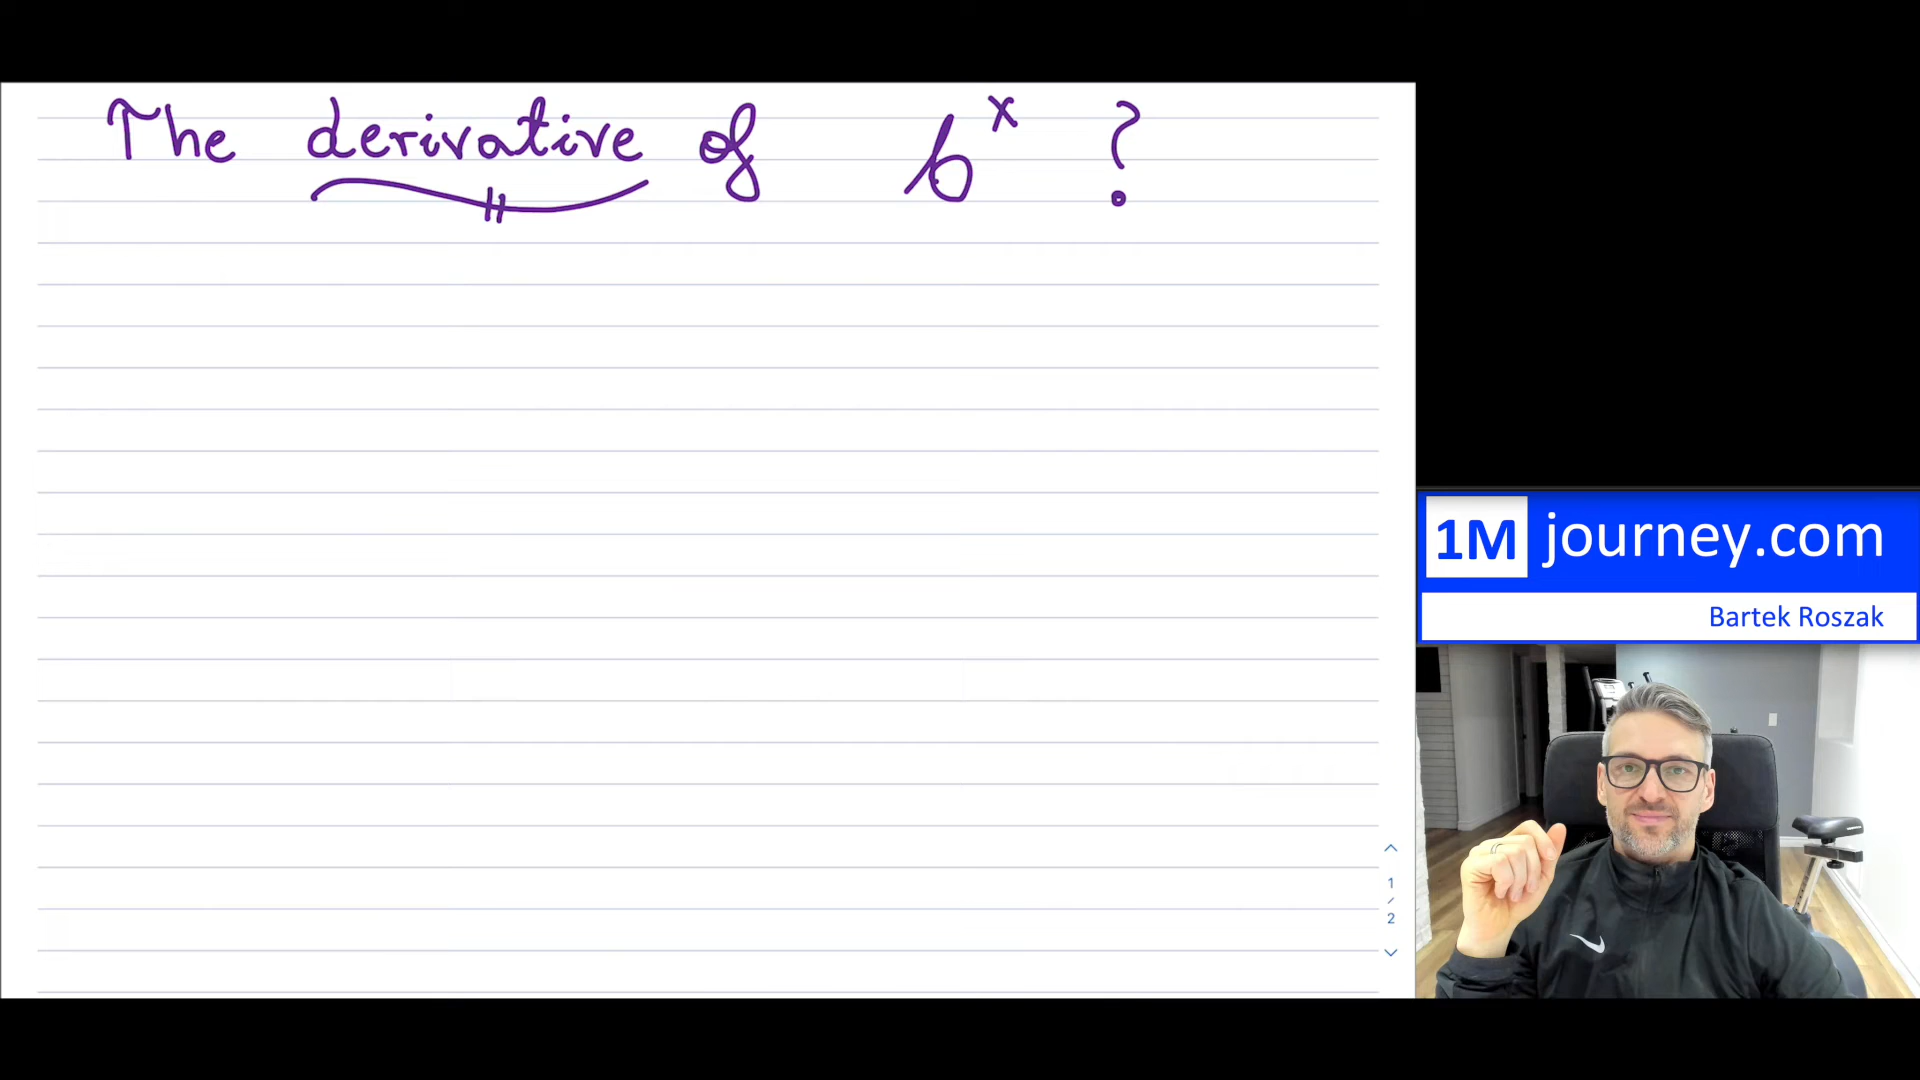 The derivative of b^x ?
1M journey.com
Bartek Roszak
1
/
2